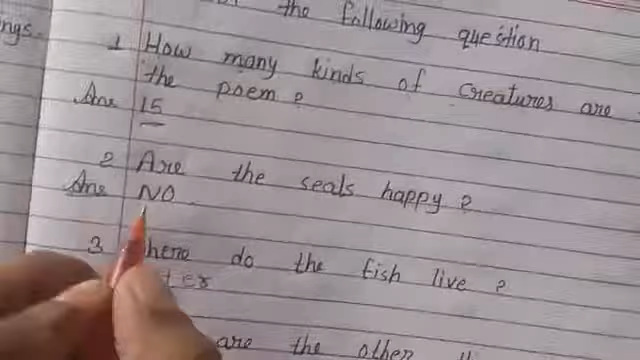 ngs.
the following question
1 How many kinds of creatures are
the poem ?
Ans 15
2 Are the seals happy ?
Ans NO
3 here do the fish live ?
ter
are the other